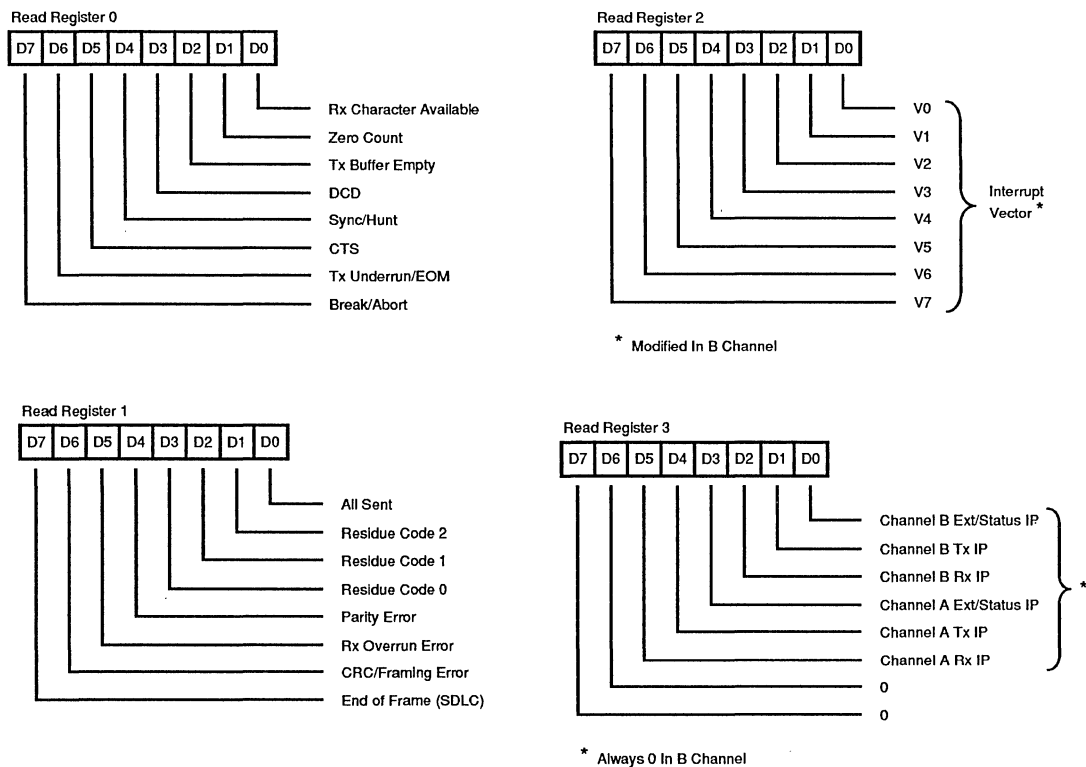 Read Register 0
D7 D6 D5 D4 D3 D2 D1 D0
Rx Character Available
Zero Count
Tx Buffer Empty
DCD
Sync/Hunt
CTS
Tx Underrun/EOM
Break/Abort
Read Register 2
D7 D6 D5 D4 D3 D2 D1 D0
V0
V1
V2
V3
V4
V5
V6
V7
Interrupt
Vector *
* Modified In B Channel
Read Register 1
D7 D6 D5 D4 D3 D2 D1 D0
All Sent
Residue Code 2
Residue Code 1
Residue Code 0
Parity Error
Rx Overrun Error
CRC/Framing Error
End of Frame (SDLC)
Read Register 3
D7 D6 D5 D4 D3 D2 D1 D0
Channel B Ext/Status IP
Channel B Tx IP
Channel B Rx IP
Channel A Ext/Status IP
Channel A Tx IP
Channel A Rx IP
0
0
*
* Always 0 In B Channel